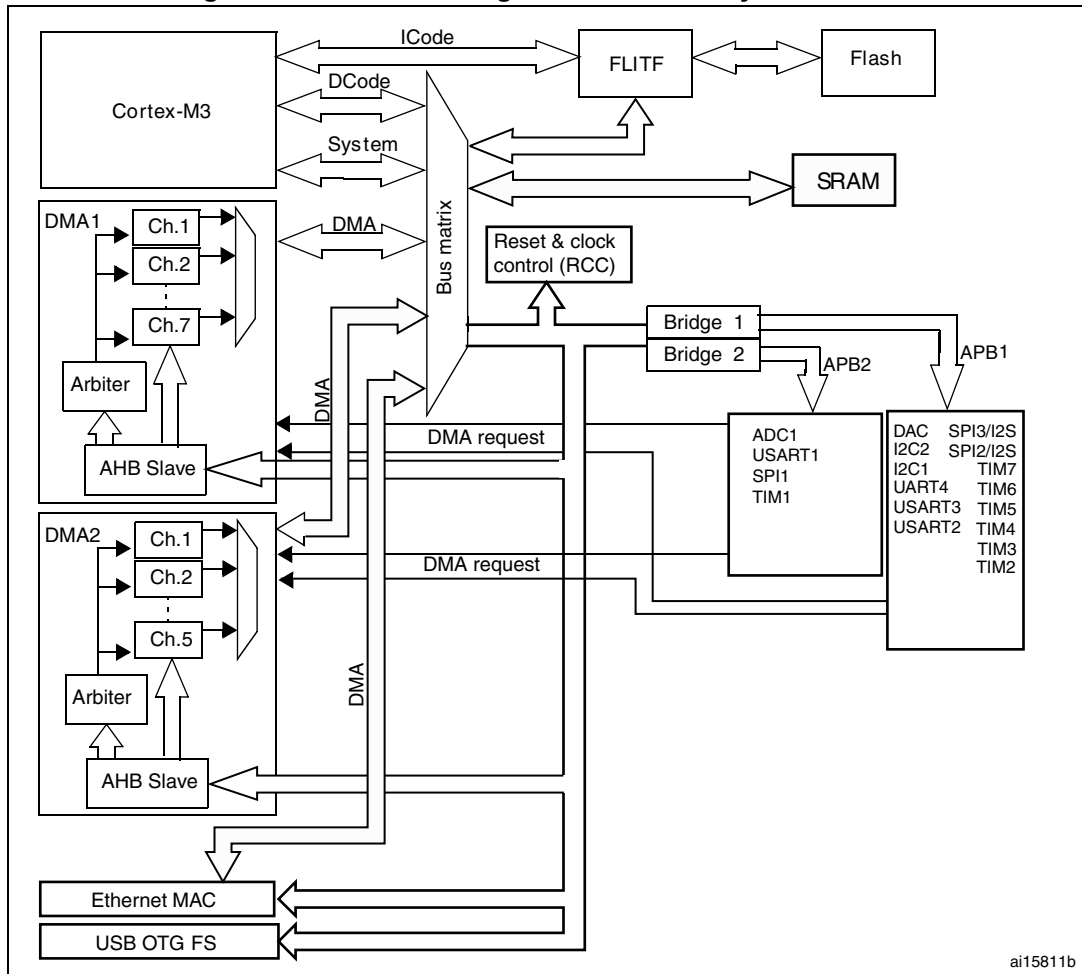 ICode
FLITF
Flash
DCode
Cortex-M3
System
SRAM
DMA1
Ch.1
DMA
Ch.2
Bus matrix
Reset & clock
control (RCC)
Ch.7
Bridge 1
Bridge 2
APB1
APB2
Arbiter
DMA
DMA request
AHB Slave
ADC1
USART1
SPI1
TIM1
DAC SPI3/I2S
I2C2 SPI2/I2S
I2C1 TIM7
UART4 TIM6
USART3 TIM5
USART2 TIM4
TIM3
TIM2
DMA2
Ch.1
Ch.2
DMA request
Ch.5
DMA
Arbiter
AHB Slave
Ethernet MAC
USB OTG FS
ai15811b